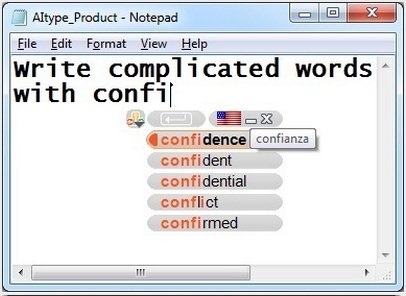 AItype_Product - Notepad
File Edit Format View Help
Write complicated words
with confi
confidence
confianza
confident
confidential
conflict
confirmed